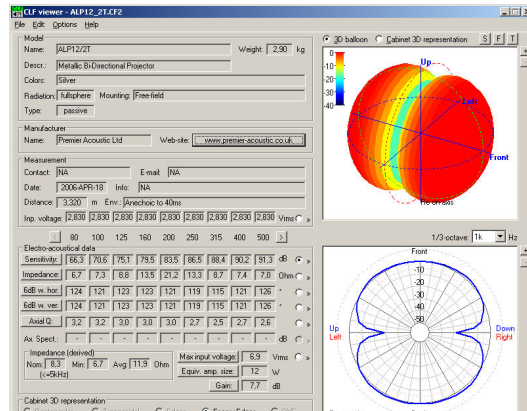 CLF viewer - ALP12_2T.CF2
File Edit Options Help
Model
Name: ALP12/2T Weight: 2,90 kg
Descr.: Metallic Bi-Directional Projector
Colors: Silver
Radiation: fullsphere Mounting: Free-field
Type: passive
Manufacturer
Name: Premier Acoustic Ltd Web-site: www.premier-acoustic.co.uk
Measurement
Contact: NA E-mail: NA
Date: 2006-APR-18 Info: NA
Distance: 3,320 m Env.: Anechoic to 40ms
Inp. voltage: 2,830 2,830 2,830 2,830 2,830 2,830 2,830 2,830 Vrms »
< 80 100 125 160 200 250 315 400 500 >
Electro-acoustical data
Sensitivity: 66,3 70,6 75,1 79,5 83,5 86,5 88,4 90,2 91,3 dB »
Impedance: 6,7 7,3 8,8 13,5 21,2 13,3 8,7 7,4 7,0 Ohm »
6dB w. hor: 124 121 123 123 121 119 115 121 126 ° »
6dB w. ver: 124 121 123 123 121 119 115 121 126 ° »
Axial Q: 3,2 3,2 3,0 3,0 3,0 2,7 2,5 2,7 2,6 »
Ax. Spect.: - - - - - - - - - dB »
Impedance (derived)
Nom: 8,3 Min: 6,7 Avg: 11,9 Ohm
(<=5kHz)
Max input voltage: 6,9 Vrms »
Equiv. amp. size: 12 W
Gain: 7,7 dB
Cabinet 3D representation
3D balloon Cabinet 3D representation S F T
0
-10
-20
-30
-40
Up
Left
Front
Re on axis
1/3-octave: 1k Hz
Front
-10
-20
-30
-40
-50
Up Down
Left Right